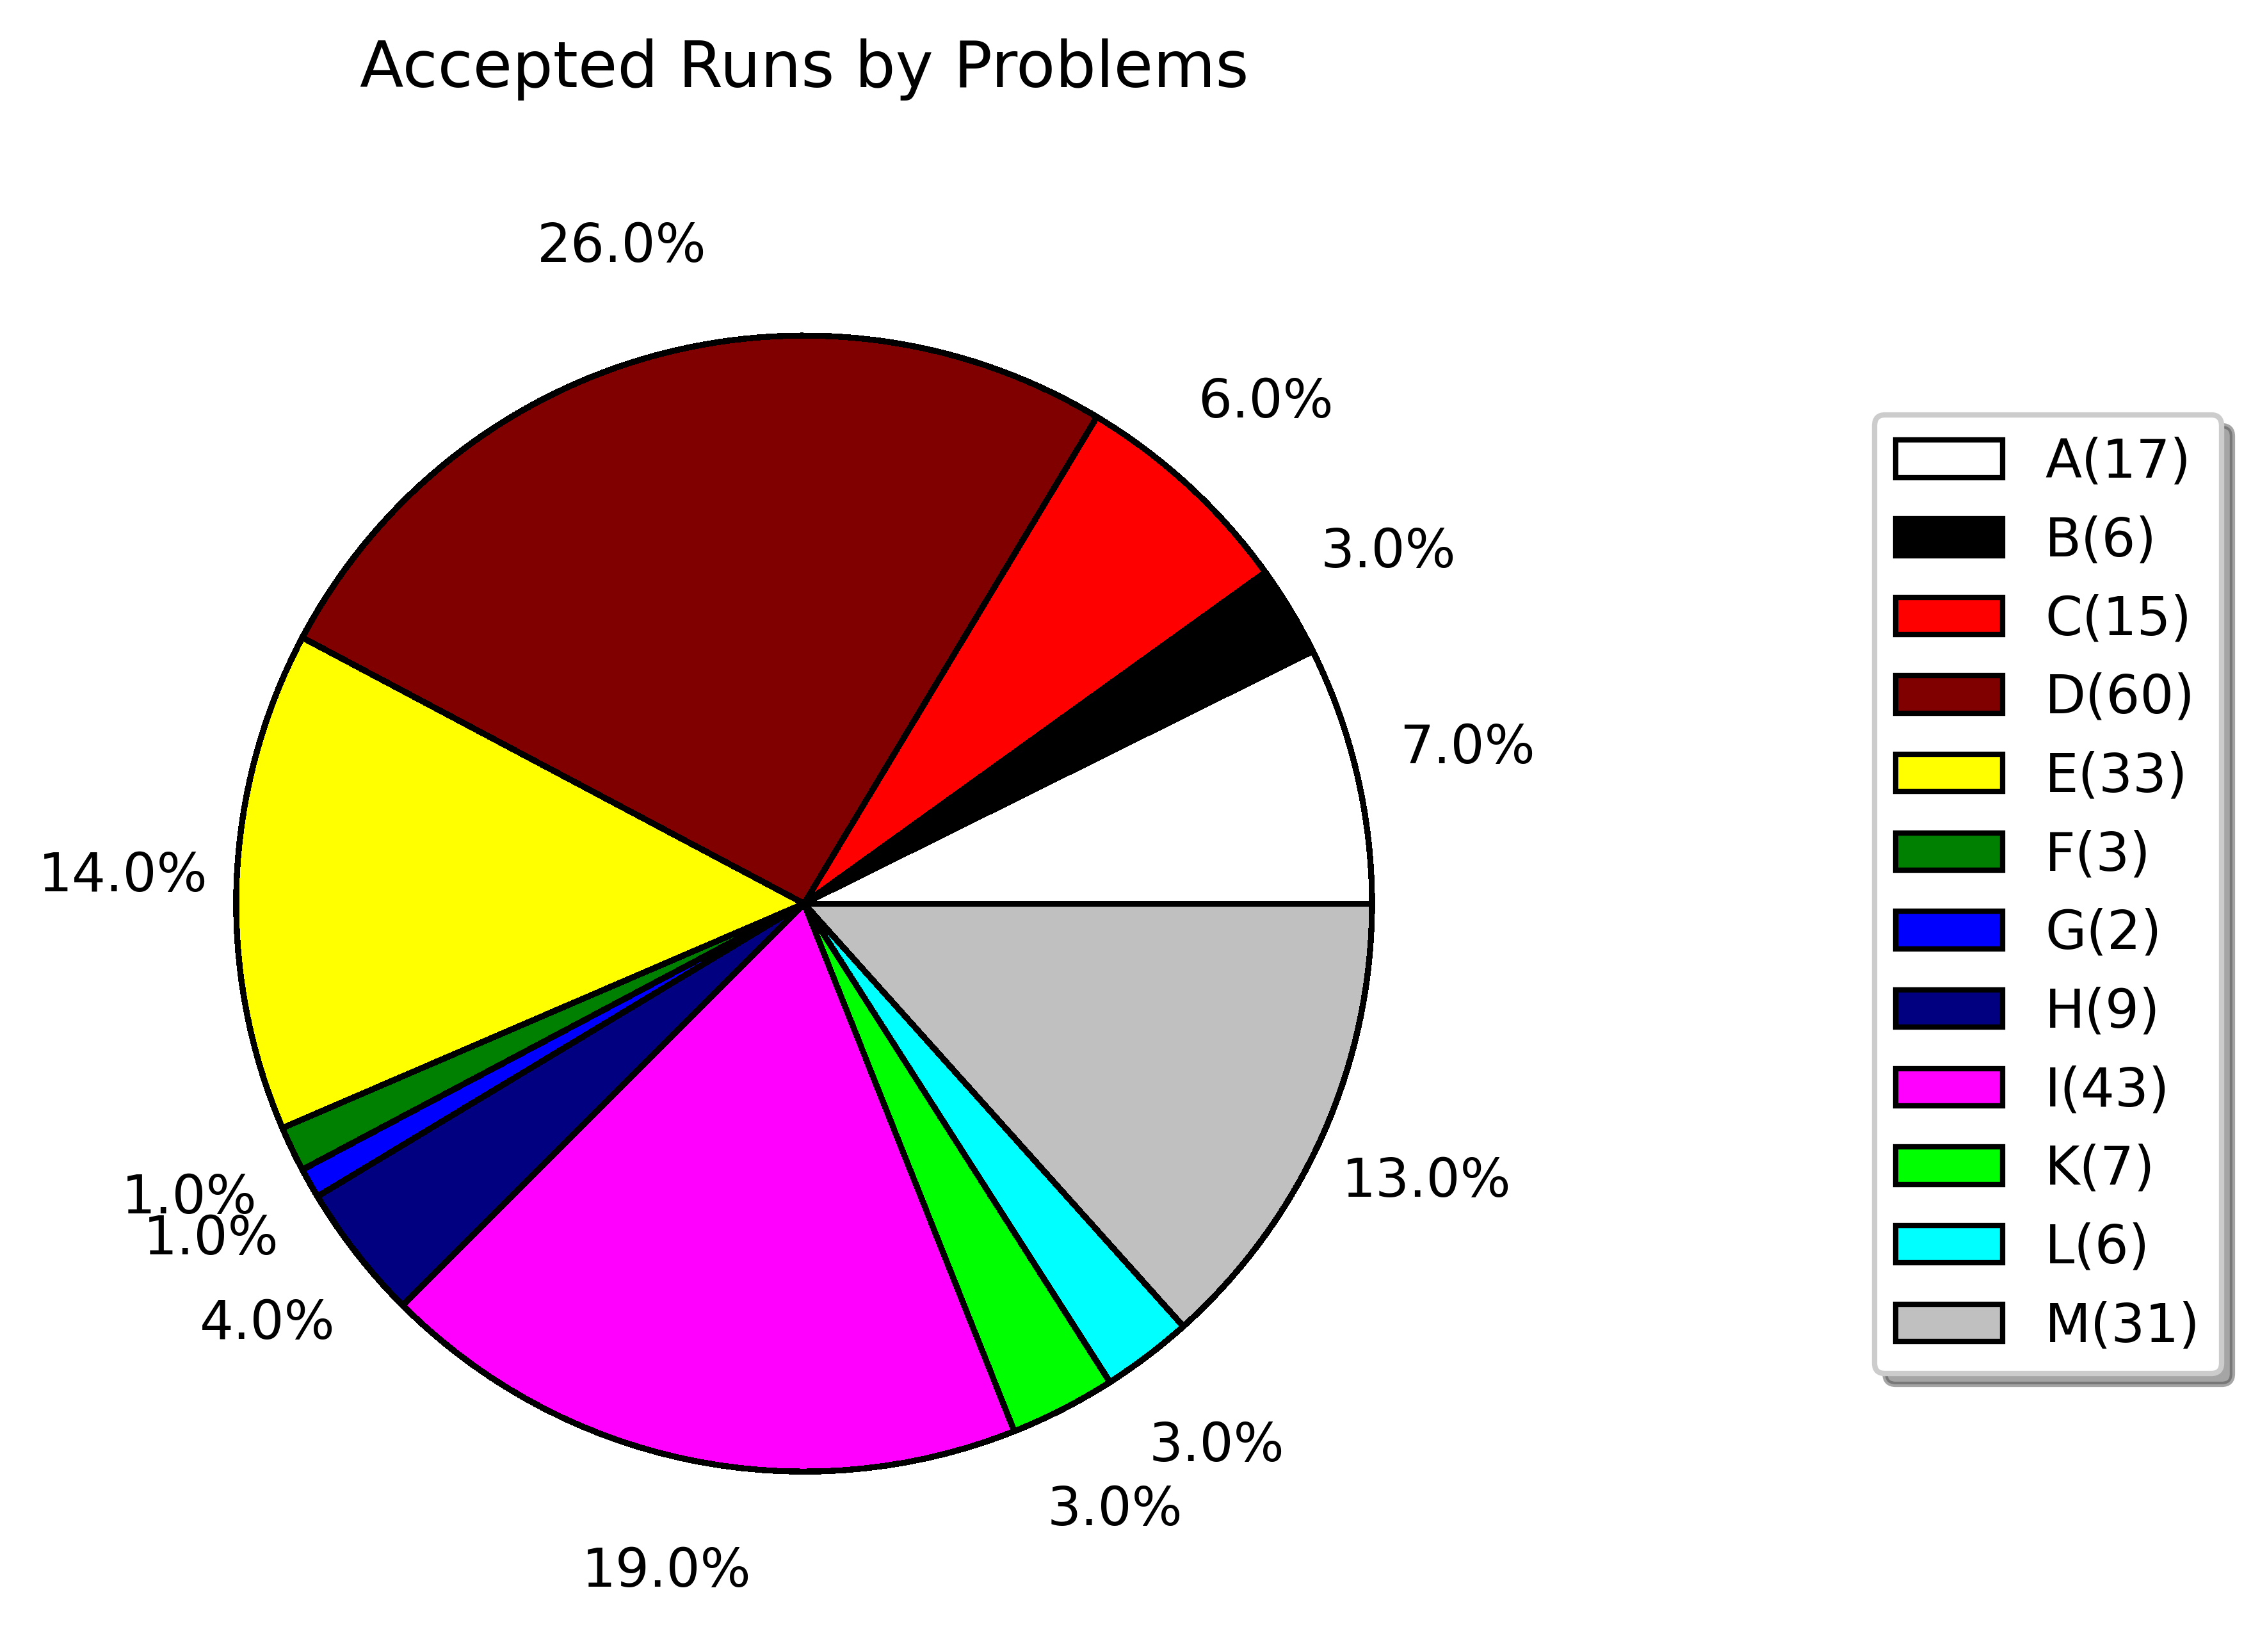 Accepted Runs by Problems
26.0%
6.0%
3.0%
7.0%
14.0%
1.0%
1.0%
4.0%
19.0%
3.0%
3.0%
13.0%
A(17)
B(6)
C(15)
D(60)
E(33)
F(3)
G(2)
H(9)
I(43)
K(7)
L(6)
M(31)